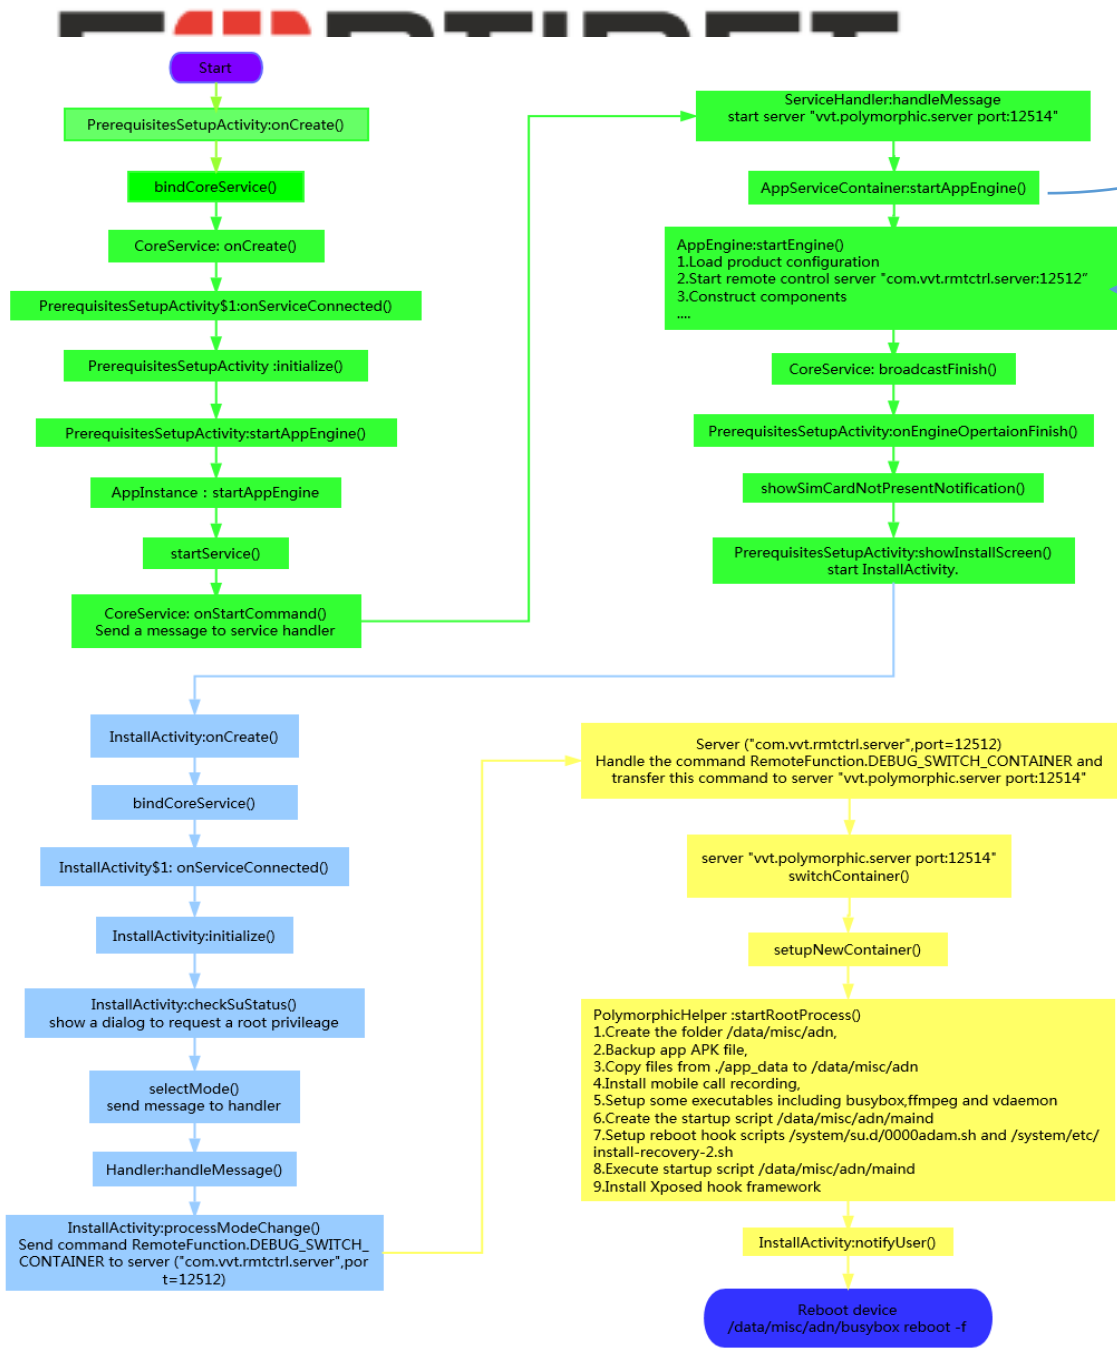 FORTINET
Start
PrerequisitesSetupActivity:onCreate()
bindCoreService()
CoreService: onCreate()
PrerequisitesSetupActivity$1:onServiceConnected()
PrerequisitesSetupActivity :initialize()
PrerequisitesSetupActivity:startAppEngine()
AppInstance : startAppEngine
startService()
CoreService: onStartCommand()
Send a message to service handler
ServiceHandler:handleMessage
start server "vvt.polymorphic.server port:12514"
AppServiceContainer:startAppEngine()
AppEngine:startEngine()
1.Load product configuration
2.Start remote control server "com.vvt.rmtctrl.server:12512"
3.Construct components
....
CoreService: broadcastFinish()
PrerequisitesSetupActivity:onEngineOpertaionFinish()
showSimCardNotPresentNotification()
PrerequisitesSetupActivity:showInstallScreen()
start InstallActivity.
InstallActivity:onCreate()
bindCoreService()
InstallActivity$1: onServiceConnected()
InstallActivity:initialize()
InstallActivity:checkSuStatus()
show a dialog to request a root privileage
selectMode()
send message to handler
Handler:handleMessage()
InstallActivity:processModeChange()
Send command RemoteFunction.DEBUG_SWITCH_
CONTAINER to server ("com.vvt.rmtctrl.server",por
t=12512)
Server ("com.vvt.rmtctrl.server",port=12512)
Handle the command RemoteFunction.DEBUG_SWITCH_CONTAINER and
transfer this command to server "vvt.polymorphic.server port:12514"
server "vvt.polymorphic.server port:12514"
switchContainer()
setupNewContainer()
PolymorphicHelper :startRootProcess()
1.Create the folder /data/misc/adn,
2.Backup app APK file,
3.Copy files from ./app_data to /data/misc/adn
4.Install mobile call recording,
5.Setup some executables including busybox,ffmpeg and vdaemon
6.Create the startup script /data/misc/adn/maind
7.Setup reboot hook scripts /system/su.d/0000adam.sh and /system/etc/
install-recovery-2.sh
8.Execute startup script /data/misc/adn/maind
9.Install Xposed hook framework
InstallActivity:notifyUser()
Reboot device
/data/misc/adn/busybox reboot -f